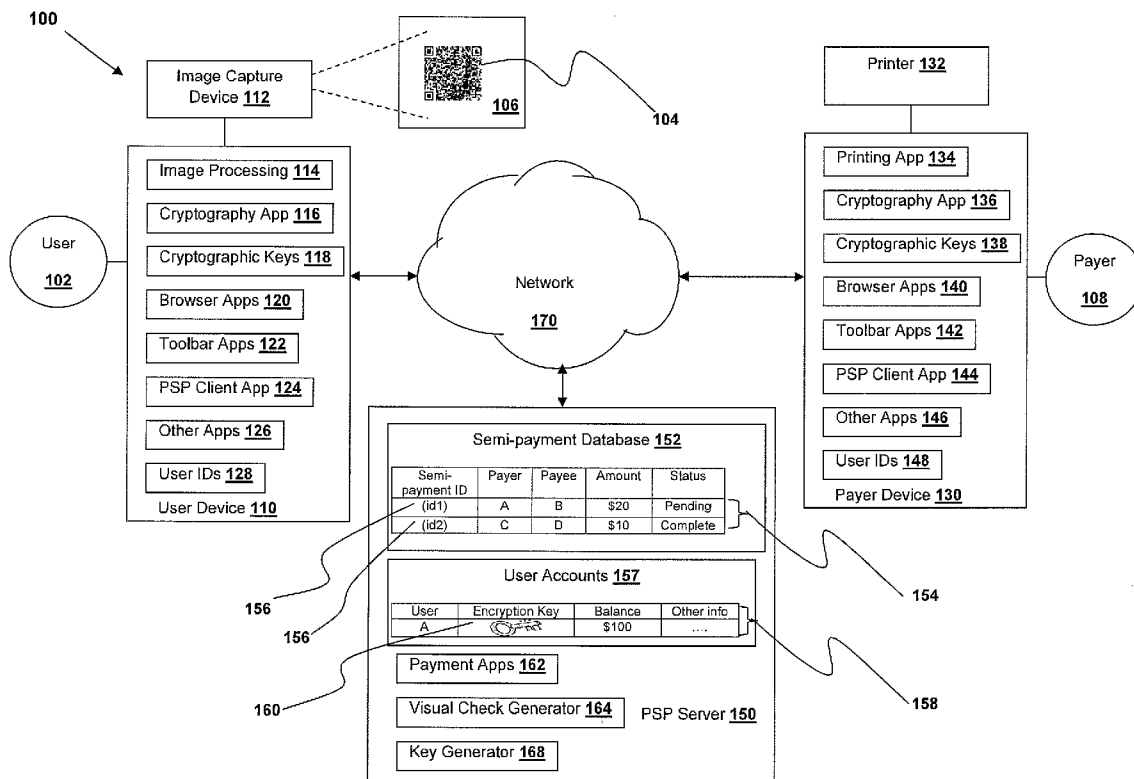 100
Image Capture
Device 112
106
104
Printer 132
Image Processing 114
Cryptography App 116
Cryptographic Keys 118
Browser Apps 120
Toolbar Apps 122
PSP Client App 124
Other Apps 126
User IDs 128
User Device 110
User
102
Network
170
Printing App 134
Cryptography App 136
Cryptographic Keys 138
Browser Apps 140
Toolbar Apps 142
PSP Client App 144
Other Apps 146
User IDs 148
Payer Device 130
Payer
108
Semi-payment Database 152
Semi-payment ID Payer Payee Amount Status
(id1) A B $20 Pending
(id2) C D $10 Complete
156
156
154
User Accounts 157
User Encryption Key Balance Other info
A $100 ....
160
158
Payment Apps 162
Visual Check Generator 164
PSP Server 150
Key Generator 168